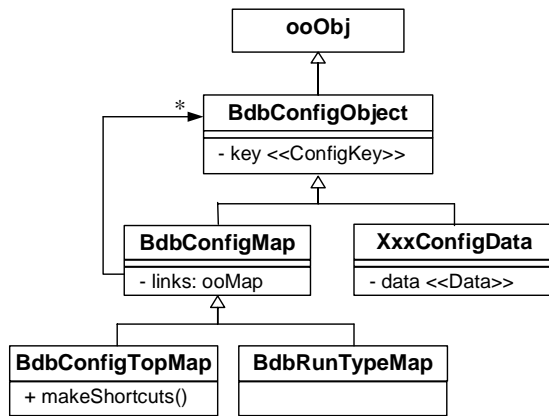 ooObj
*
BdbConfigObject
- key <<ConfigKey>>
BdbConfigMap
- links: ooMap
XxxConfigData
- data <<Data>>
BdbConfigTopMap
+ makeShortcuts()
BdbRunTypeMap